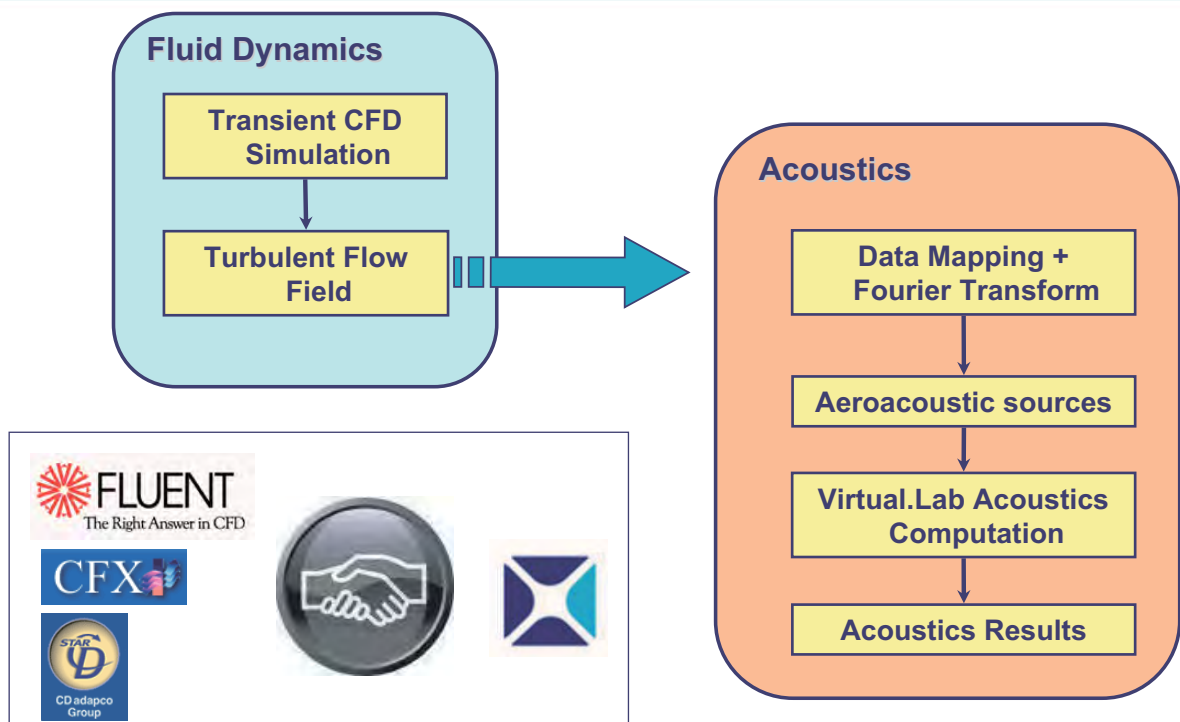 Fluid Dynamics
Transient CFD
Simulation
Turbulent Flow
Field
Acoustics
Data Mapping +
Fourier Transform
Aeroacoustic sources
Virtual.Lab Acoustics
Computation
Acoustics Results
FLUENT
The Right Answer in CFD
CFX
STAR
CD
CD adapco
Group